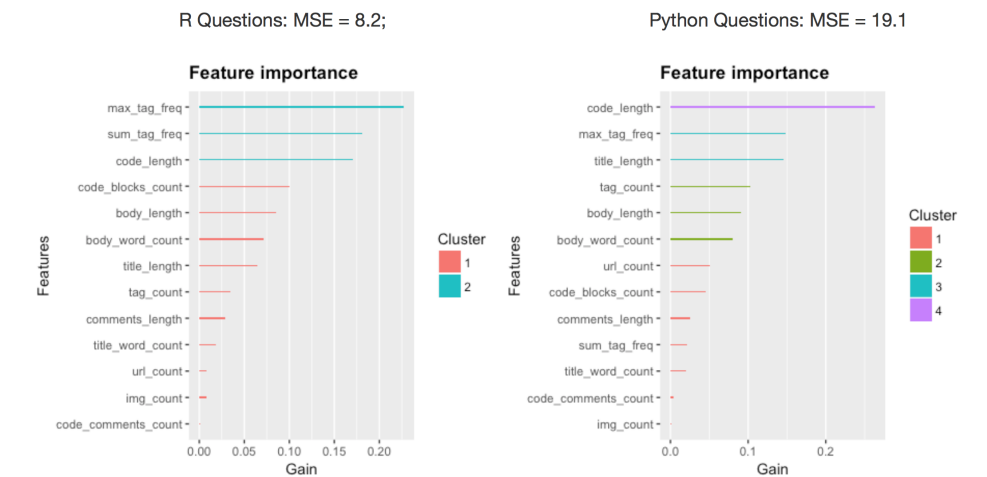 R Questions: MSE = 8.2;
Feature importance
Features
max_tag_freq
sum_tag_freq
code_length
code_blocks_count
body_length
body_word_count
title_length
tag_count
comments_length
title_word_count
url_count
img_count
code_comments_count
0.00 0.05 0.10 0.15 0.20
Gain
Cluster
1
2
Python Questions: MSE = 19.1
Feature importance
Features
code_length
max_tag_freq
title_length
tag_count
body_length
body_word_count
url_count
code_blocks_count
comments_length
sum_tag_freq
title_word_count
code_comments_count
img_count
0.0 0.1 0.2
Gain
Cluster
1
2
3
4